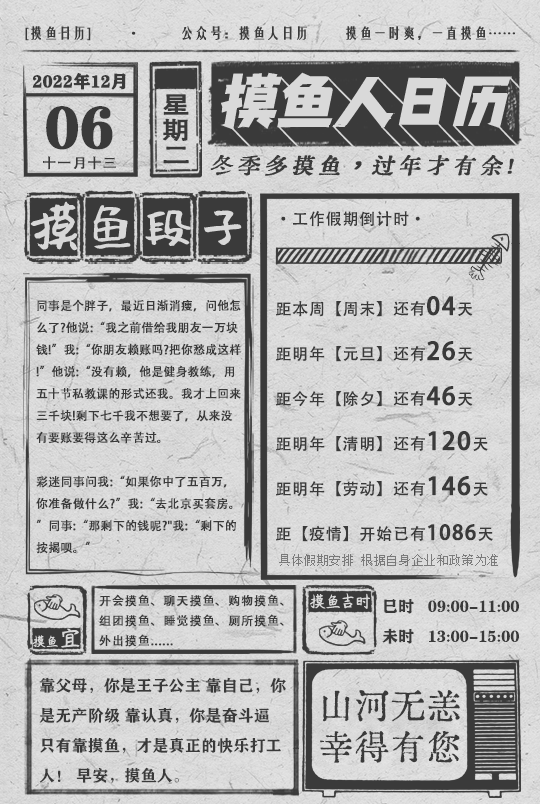 [摸鱼日历] · 公众号：摸鱼人日历 摸鱼一时爽，一直摸鱼……
2022年12月
06
十一月十三
星期二
摸鱼人日历
冬季多摸鱼，过年才有余！
摸鱼段子
同事是个胖子，最近日渐消瘦，问他怎
么了?他说：“我之前借给我朋友一万块
钱!”我：“你朋友赖账吗?把你愁成这样
!”他说：“没有赖，他是健身教练，用
五十节私教课的形式还我。我才上回来
三千块!剩下七千我不想要了，从来没
有要账要得这么辛苦过。
彩迷同事问我：“如果你中了五百万，
你准备做什么?”我：“去北京买套房。
”同事：“那剩下的钱呢?"我：“剩下的
按揭呗。”
·工作假期倒计时·
距本周【周末】还有04天
距明年【元旦】还有26天
距今年【除夕】还有46天
距明年【清明】还有120天
距明年【劳动】还有146天
距【疫情】开始已有1086天
具体假期安排 根据自身企业和政策为准
摸鱼宜
开会摸鱼、聊天摸鱼、购物摸鱼、
组团摸鱼、睡觉摸鱼、厕所摸鱼、
外出摸鱼……
摸鱼吉时
巳时 09:00-11:00
未时 13:00-15:00
靠父母，你是王子公主 靠自己，你
是无产阶级 靠认真，你是奋斗逼
只有靠摸鱼，才是真正的快乐打工
人！ 早安，摸鱼人。
山河无恙
幸得有您